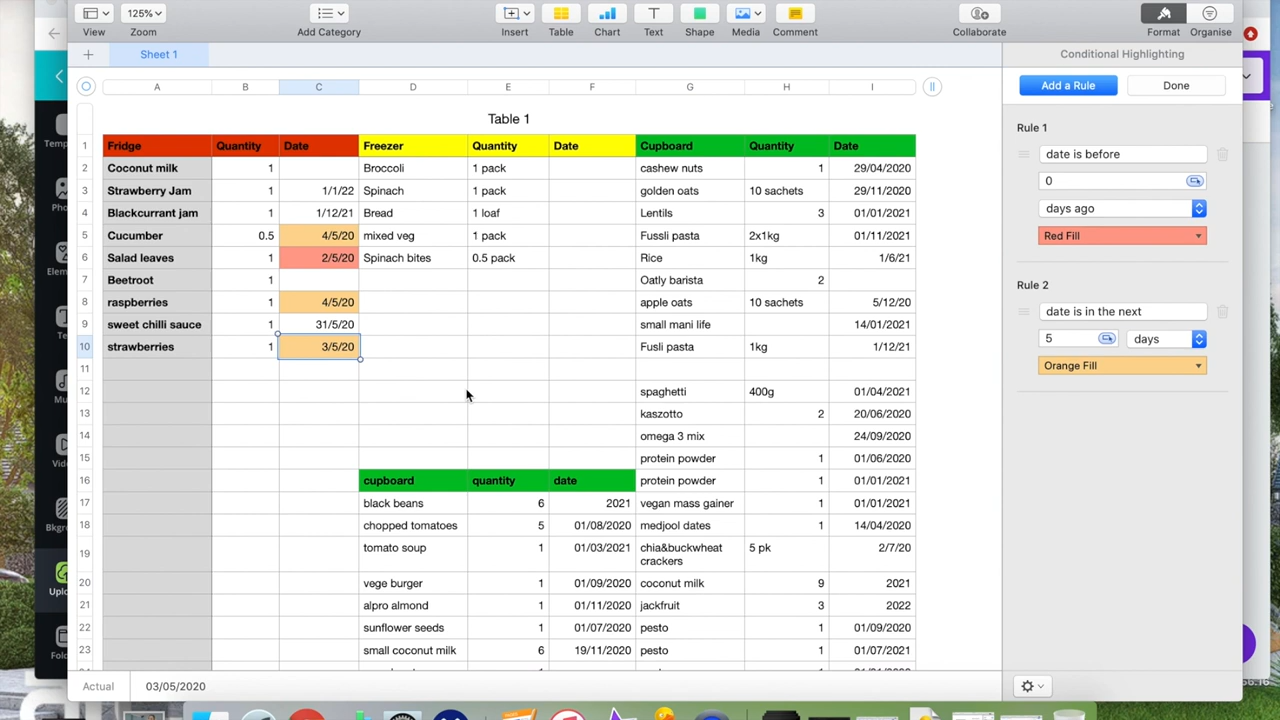 125%
View
Zoom
Add Category
Insert
Table
Chart
Text
Shape
Media
Comment
Collaborate
Format
Organise
Sheet 1
Conditional Highlighting
Add a Rule
Done
A B C D E F G H I
Table 1
1 Fridge Quantity Date Freezer Quantity Date Cupboard Quantity Date
2 Coconut milk 1 Broccoli 1 pack cashew nuts 1 29/04/2020
3 Strawberry Jam 1 1/1/22 Spinach 1 pack golden oats 10 sachets 29/11/2020
4 Blackcurrant jam 1 1/12/21 Bread 1 loaf Lentils 3 01/01/2021
5 Cucumber 0.5 4/5/20 mixed veg 1 pack Fussli pasta 2x1kg 01/11/2021
6 Salad leaves 1 2/5/20 Spinach bites 0.5 pack Rice 1kg 1/6/21
7 Beetroot 1 Oatly barista 2
8 raspberries 1 4/5/20 apple oats 10 sachets 5/12/20
9 sweet chilli sauce 1 31/5/20 small mani life 14/01/2021
10 strawberries 1 3/5/20 Fusli pasta 1kg 1/12/21
11
12 spaghetti 400g 01/04/2021
13 kaszotto 2 20/06/2020
14 omega 3 mix 24/09/2020
15 protein powder 1 01/06/2020
16 cupboard quantity date protein powder 1 01/01/2021
17 black beans 6 2021 vegan mass gainer 1 01/01/2021
18 chopped tomatoes 5 01/08/2020 medjool dates 1 14/04/2020
19 tomato soup 1 01/03/2021 chia&buckwheat 5 pk 2/7/20
crackers
20 vege burger 1 01/09/2020 coconut milk 9 2021
21 alpro almond 1 01/11/2020 jackfruit 3 2022
22 sunflower seeds 1 01/07/2020 pesto 1 01/09/2020
23 small coconut milk 6 19/11/2020 pesto 1 01/07/2021
Rule 1
date is before
0
days ago
Red Fill
Rule 2
date is in the next
5 days
Orange Fill
Actual 03/05/2020
Temp
Pho
Elem
Tex
Mu
Vid
Bkg
Uplo
Fol